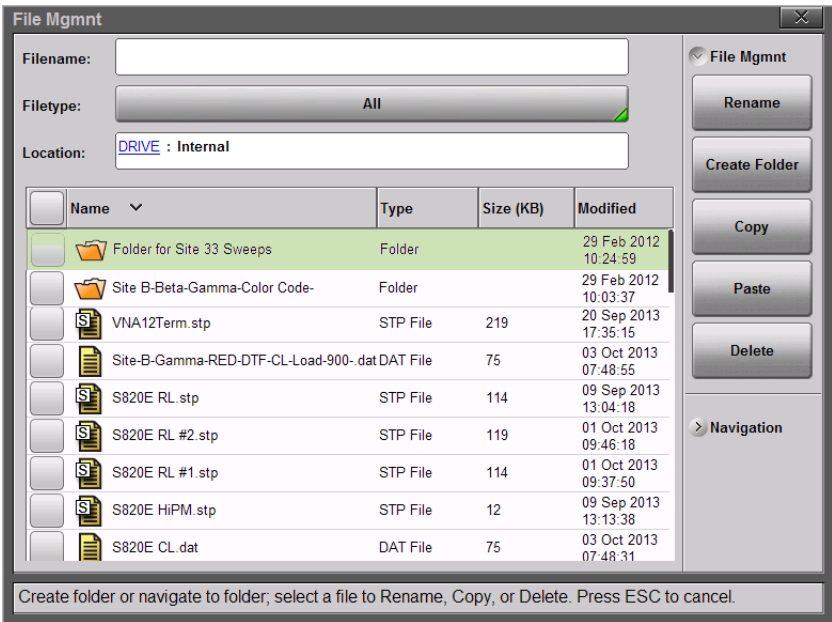 File Mgmnt
Filename:
Filetype: All
Location: DRIVE : Internal
Name Type Size (KB) Modified
Folder for Site 33 Sweeps Folder 29 Feb 2012 10:24:59
Site B-Beta-Gamma-Color Code- Folder 29 Feb 2012 10:03:37
VNA12Term.stp STP File 219 20 Sep 2013 17:35:15
Site-B-Gamma-RED-DTF-CL-Load-900-.dat DAT File 75 03 Oct 2013 07:48:55
S820E RL.stp STP File 114 09 Sep 2013 13:04:18
S820E RL #2.stp STP File 119 01 Oct 2013 09:46:18
S820E RL #1.stp STP File 114 01 Oct 2013 09:37:50
S820E HiPM.stp STP File 12 09 Sep 2013 13:13:38
S820E CL.dat DAT File 75 03 Oct 2013 07:48:31
File Mgmnt
Rename
Create Folder
Copy
Paste
Delete
Navigation
Create folder or navigate to folder; select a file to Rename, Copy, or Delete. Press ESC to cancel.